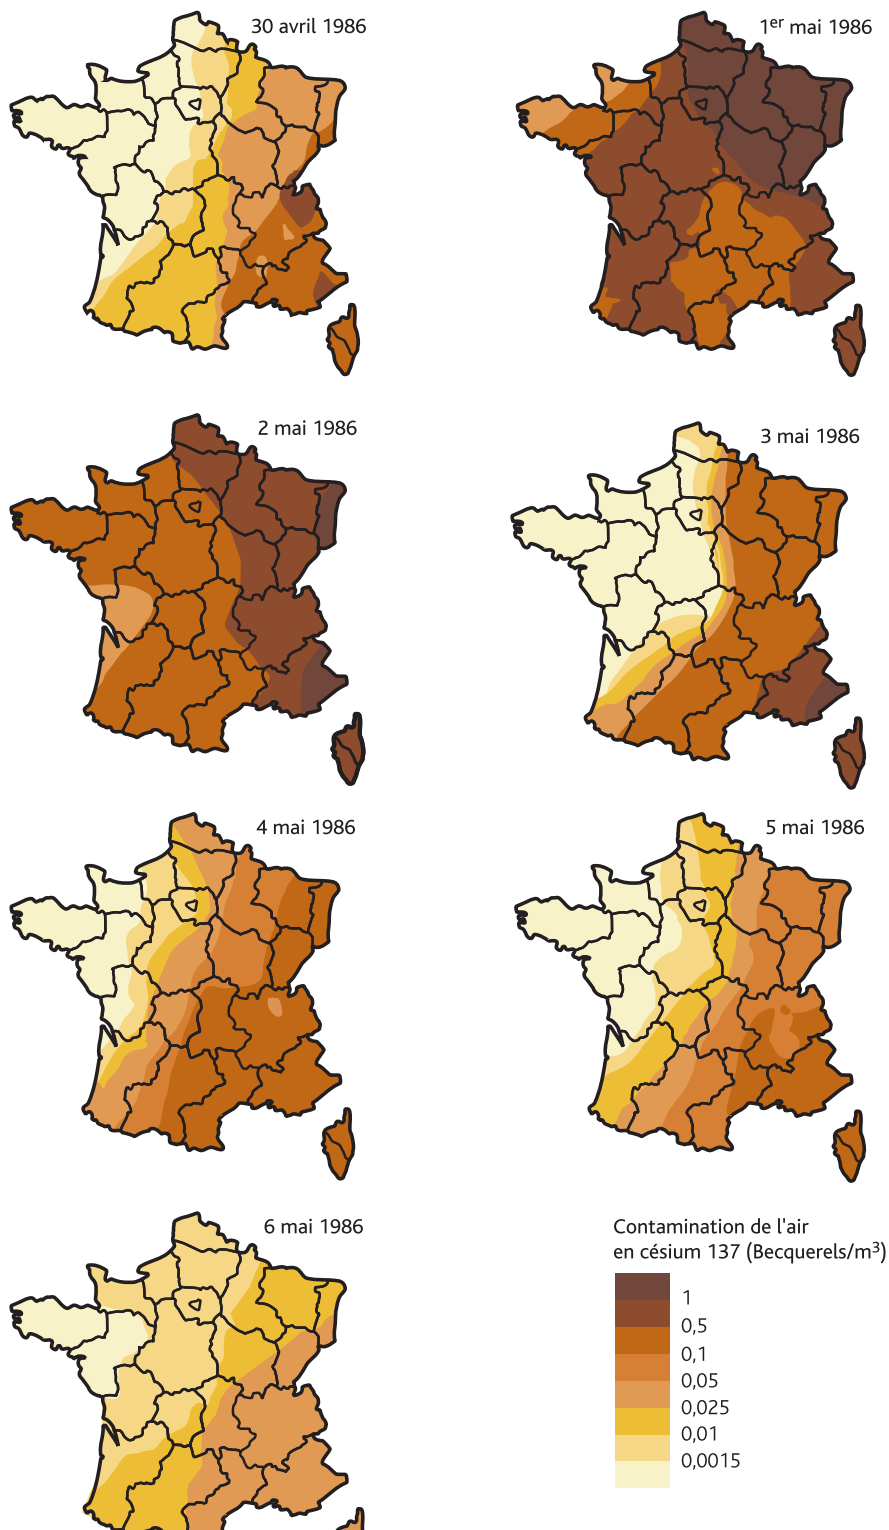 30 avril 1986
1er mai 1986
2 mai 1986
3 mai 1986
4 mai 1986
5 mai 1986
6 mai 1986
Contamination de l'air
en césium 137 (Becquerels/m³)
1
0,5
0,1
0,05
0,025
0,01
0,0015